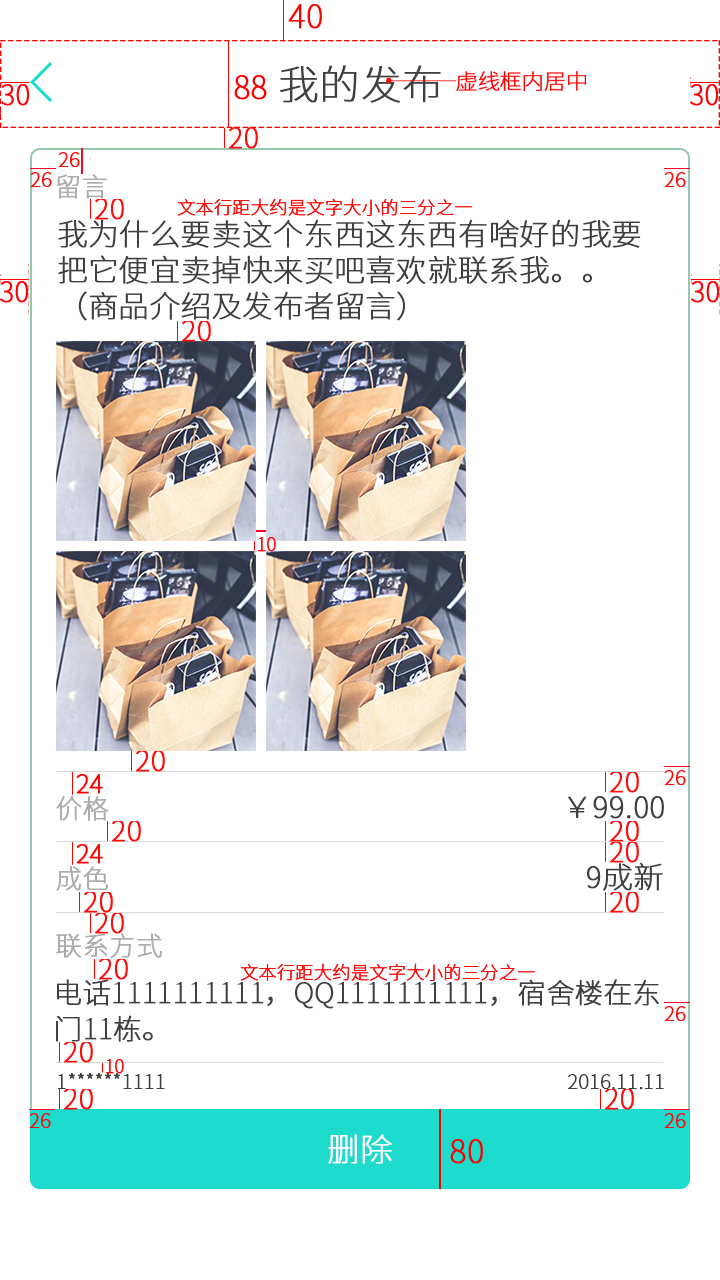 40
30 88 我的发布 虚线框内居中 30
20
26
26 留言 26
20 文本行距大约是文字大小的三分之一
我为什么要卖这个东西这东西有啥好的我要
把它便宜卖掉快来买吧喜欢就联系我。。
30 30
（商品介绍及发布者留言）
20
10
20
24 20 26
价格 ￥99.00
20 20
24 20
成色 9成新
20 20
20
联系方式
20 文本行距大约是文字大小的三分之一
电话1111111111，QQ1111111111，宿舍楼在东
26
门11栋。
20 10
1******1111 2016.11.11
20 20
26 26
删除 80